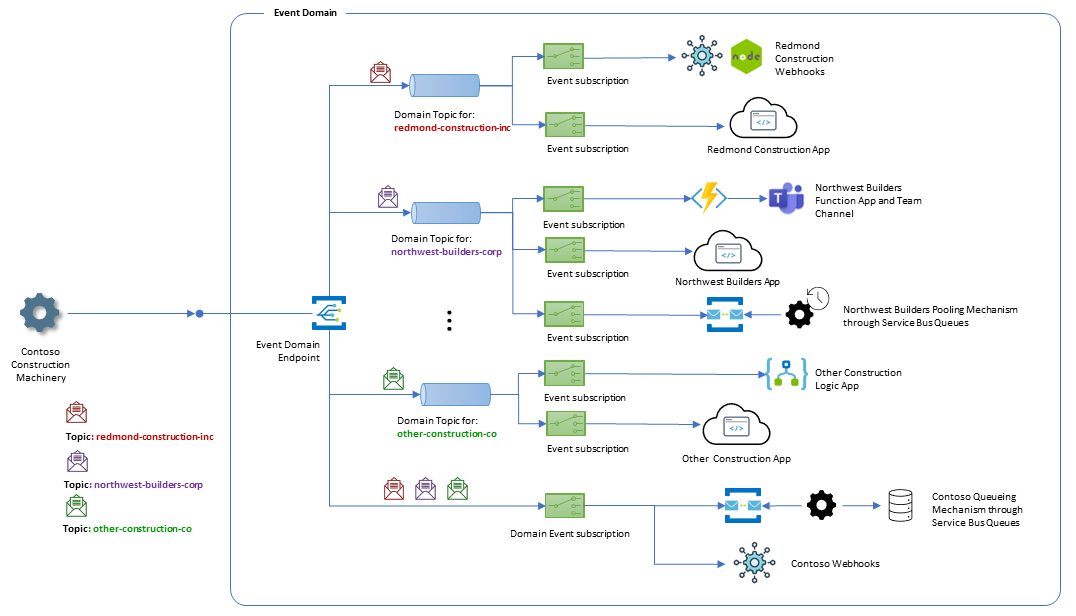 Event Domain
Redmond
Construction
Webhooks
node
Event subscription
Domain Topic for:
redmond-construction-inc
Event subscription
Redmond Construction App
T
Northwest Builders
Function App and Team
Channel
Event subscription
Domain Topic for:
northwest-builders-corp
Event subscription
Northwest Builders App
Northwest Builders Pooling Mechanism
through Service Bus Queues
Event subscription
Event Domain
Endpoint
Contoso
Construction
Machinery
Other Construction
Logic App
Event subscription
Domain Topic for:
other-construction-co
Event subscription
Other Construction App
Topic: redmond-construction-inc
Topic: northwest-builders-corp
Topic: other-construction-co
Domain Event subscription
Contoso Queueing
Mechanism through
Service Bus Queues
Contoso Webhooks